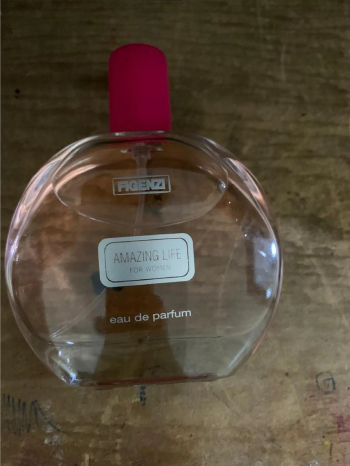 FIGENZI
AMAZING LIFE
FOR WOMEN
eau de parfum
G